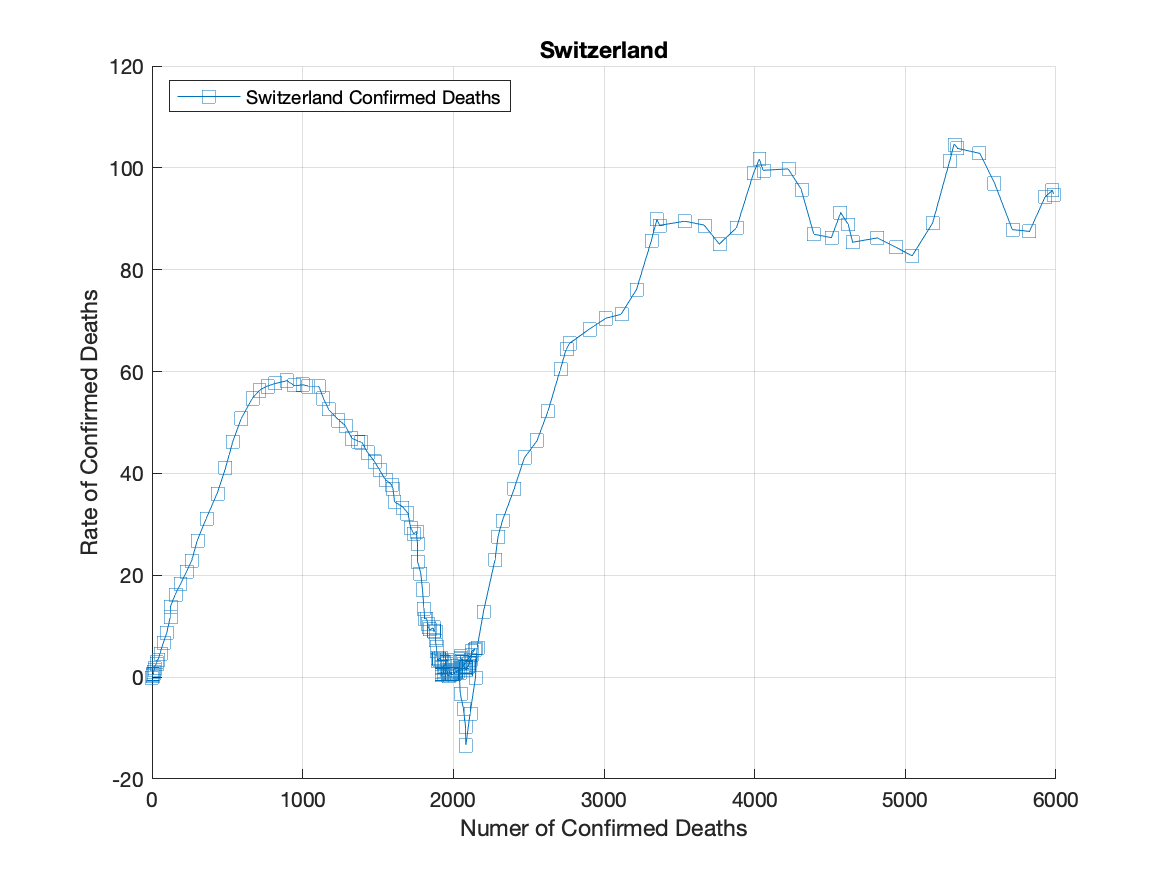 Switzerland
Switzerland Confirmed Deaths
120
100
80
60
40
20
0
-20
Rate of Confirmed Deaths
0 1000 2000 3000 4000 5000 6000
Numer of Confirmed Deaths